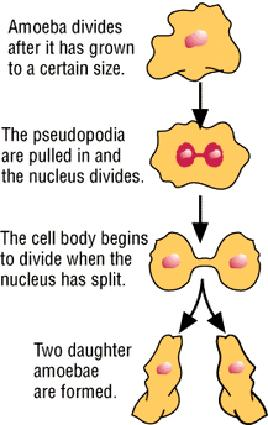 Amoeba divides
after it has grown
to a certain size.
The pseudopodia
are pulled in and
the nucleus divides.
The cell body begins
to divide when the
nucleus has split.
Two daughter
amoebae
are formed.